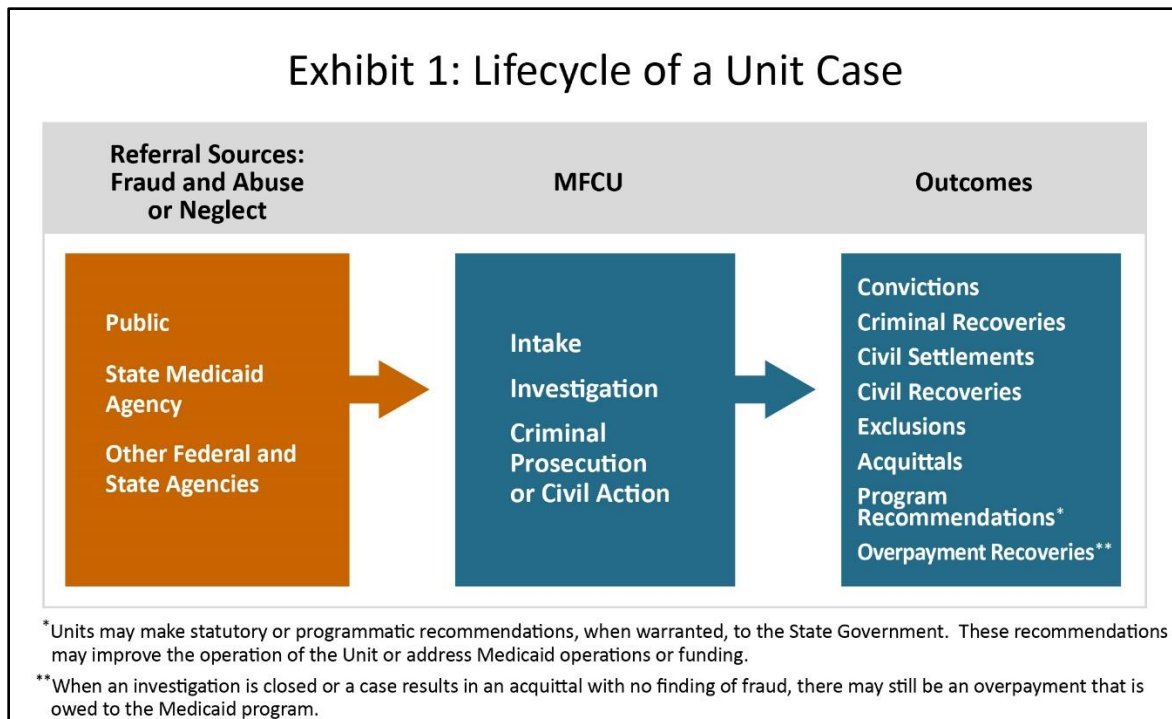 Exhibit 1: Lifecycle of a Unit Case
Referral Sources:
Fraud and Abuse
or Neglect
MFCU
Outcomes
Public
State Medicaid
Agency
Other Federal and
State Agencies
Intake
Investigation
Criminal
Prosecution
or Civil Action
Convictions
Criminal Recoveries
Civil Settlements
Civil Recoveries
Exclusions
Acquittals
Program
Recommendations*
Overpayment Recoveries**
*Units may make statutory or programmatic recommendations, when warranted, to the State Government. These recommendations
may improve the operation of the Unit or address Medicaid operations or funding.
**When an investigation is closed or a case results in an acquittal with no finding of fraud, there may still be an overpayment that is
owed to the Medicaid program.